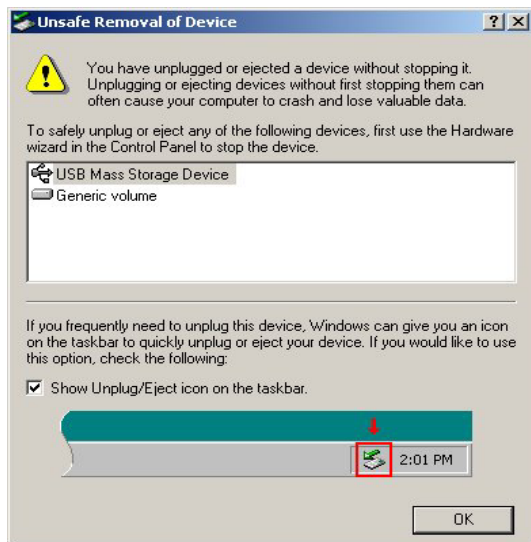 Unsafe Removal of Device
You have unplugged or ejected a device without stopping it.
Unplugging or ejecting devices without first stopping them can
often cause your computer to crash and lose valuable data.
To safely unplug or eject any of the following devices, first use the Hardware
wizard in the Control Panel to stop the device.
USB Mass Storage Device
Generic volume
If you frequently need to unplug this device, Windows can give you an icon
on the taskbar to quickly unplug or eject your device. If you would like to use
this option, check the following:
Show Unplug/Eject icon on the taskbar.
2:01 PM
OK